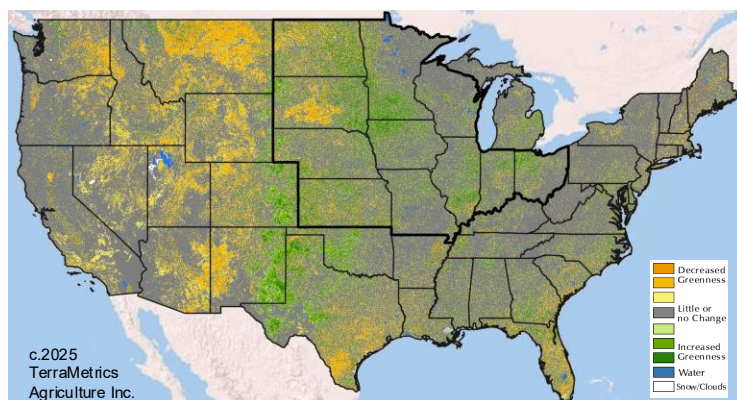 Decreased
Greenness
Little or
no Change
Increased
Greenness
Water
Snow/Clouds
c.2025
TerraMetrics
Agriculture Inc.